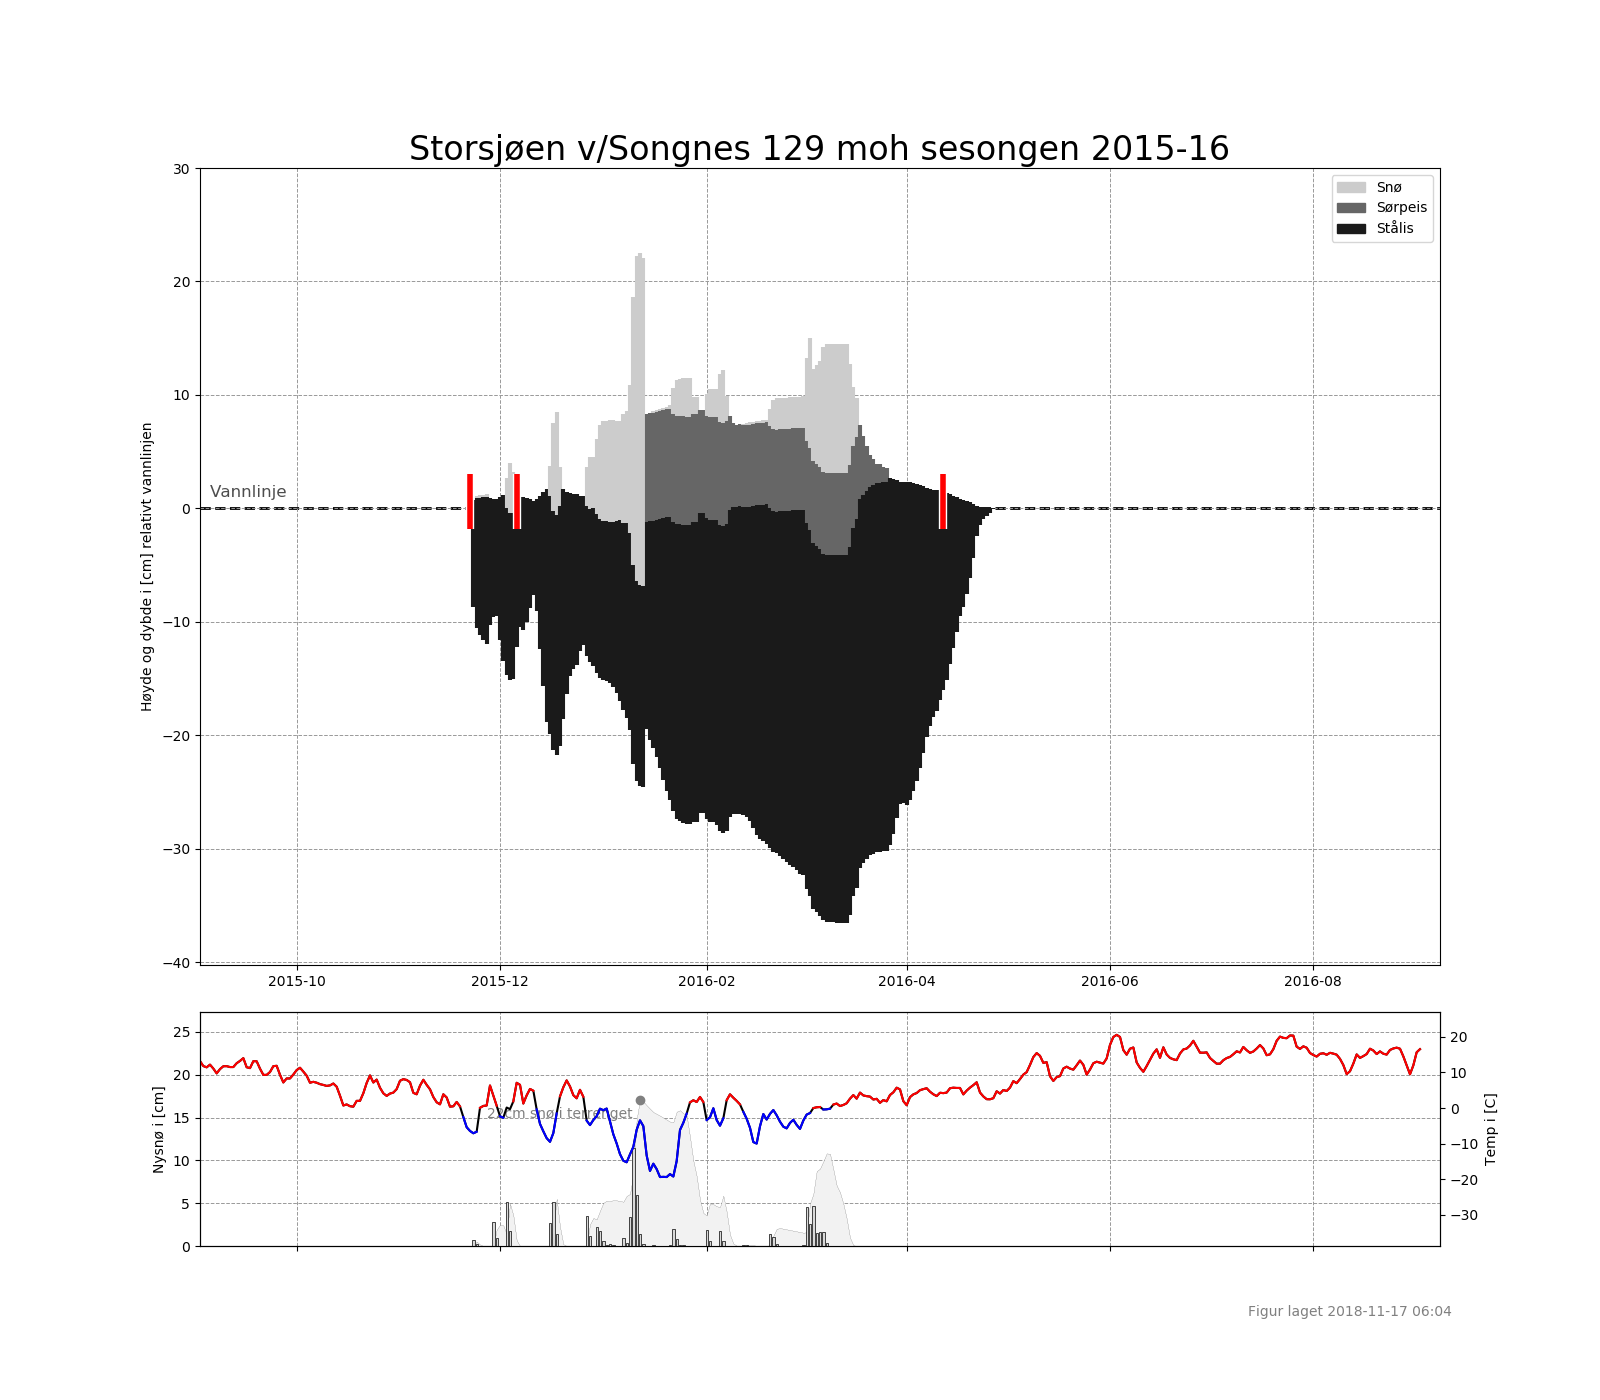 Storsjøen v/Songnes 129 moh sesongen 2015-16
Høyde og dybde i [cm] relativt vannlinjen
30
20
10
0
−10
−20
−30
−40
Vannlinje
Snø
Sørpeis
Stålis
2015-10 2015-12 2016-02 2016-04 2016-06 2016-08
Nysnø i [cm]
25
20
15
10
5
0
22cm snø i terrenget
20
10
0
−10
−20
−30
Temp i [C]
Figur laget 2018-11-17 06:04